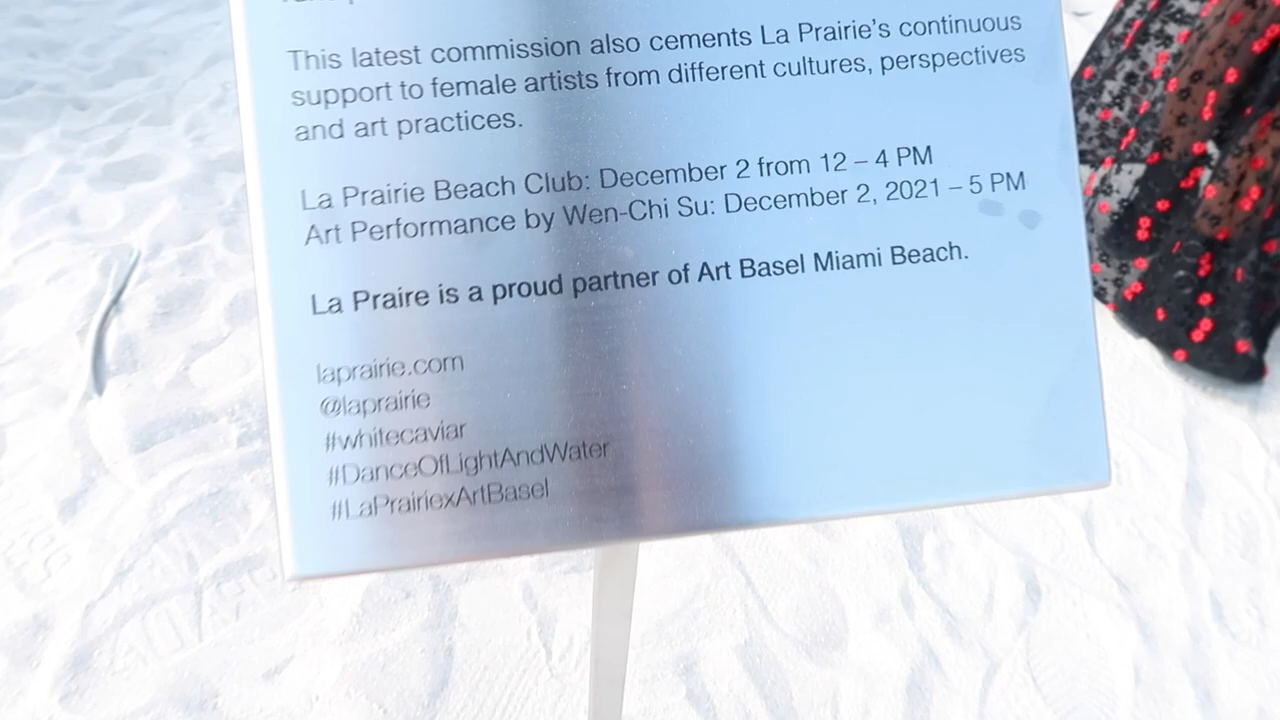 This latest commission also cements La Prairie's continuous
support to female artists from different cultures, perspectives
and art practices.
La Prairie Beach Club: December 2 from 12 – 4 PM
Art Performance by Wen-Chi Su: December 2, 2021 – 5 PM
La Praire is a proud partner of Art Basel Miami Beach.
laprairie.com
@laprairie
#whitecaviar
#DanceOfLightAndWater
#LaPrairiexArtBasel